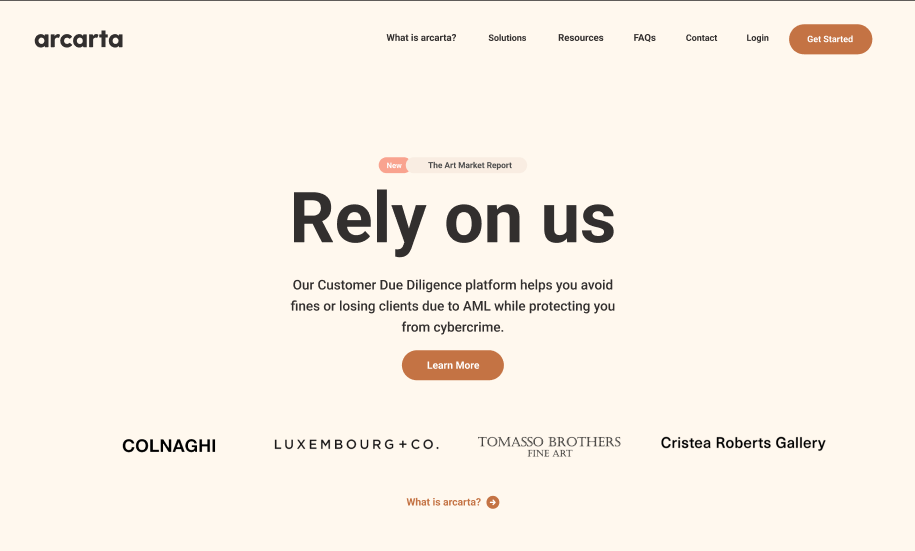 arcarta
What is arcarta? Solutions Resources FAQs Contact Login Get Started
New The Art Market Report
Rely on us
Our Customer Due Diligence platform helps you avoid
fines or losing clients due to AML while protecting you
from cybercrime.
Learn More
COLNAGHI
LUXEMBOURG + CO.
TOMASSO BROTHERS
FINE ART
Cristea Roberts Gallery
What is arcarta?